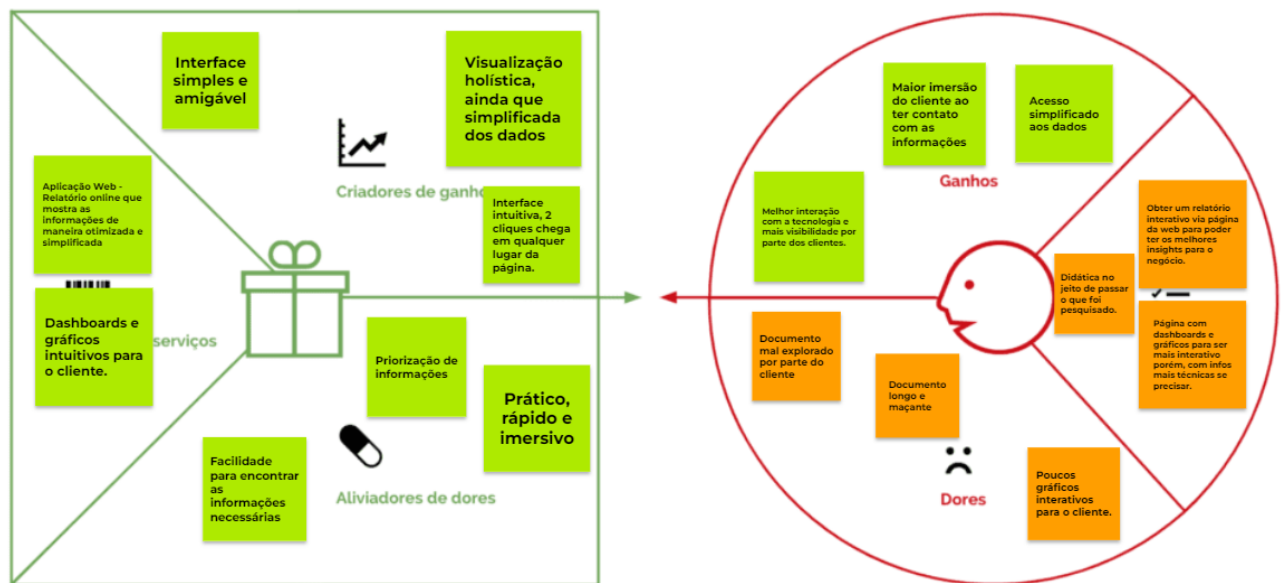 Interface
simples e
amigável
Visualização
holística,
ainda que
simplificada
dos dados
Criadores de ganho
Interface
intuitiva, 2
cliques chega
em qualquer
lugar da
página.
Aplicação Web -
Relatório online que
mostra as
informações de
maneira otimizada e
simplificada
Dashboards e
gráficos
intuitivos para
o cliente.
serviços
Priorização de
informações
Prático,
rápido e
imersivo
Facilidade
para encontrar
as
informações
necessárias
Aliviadores de dores
Maior imersão
do cliente ao
ter contato
com as
informações
Acesso
simplificado
aos dados
Ganhos
Melhor interação
com a tecnologia e
mais visibilidade por
parte dos clientes.
Obter um relatório
interativo via página
da web para poder
ter os melhores
insights para o
negócio.
Didática no
jeito de passar
o que foi
pesquisado.
Página com
dashboards e
gráficos para ser
mais interativo
porém, com infos
mais técnicas se
precisar.
Documento
mal explorado
por parte do
cliente
Documento
longo e
maçante
Dores
Poucos
gráficos
interativos
para o cliente.